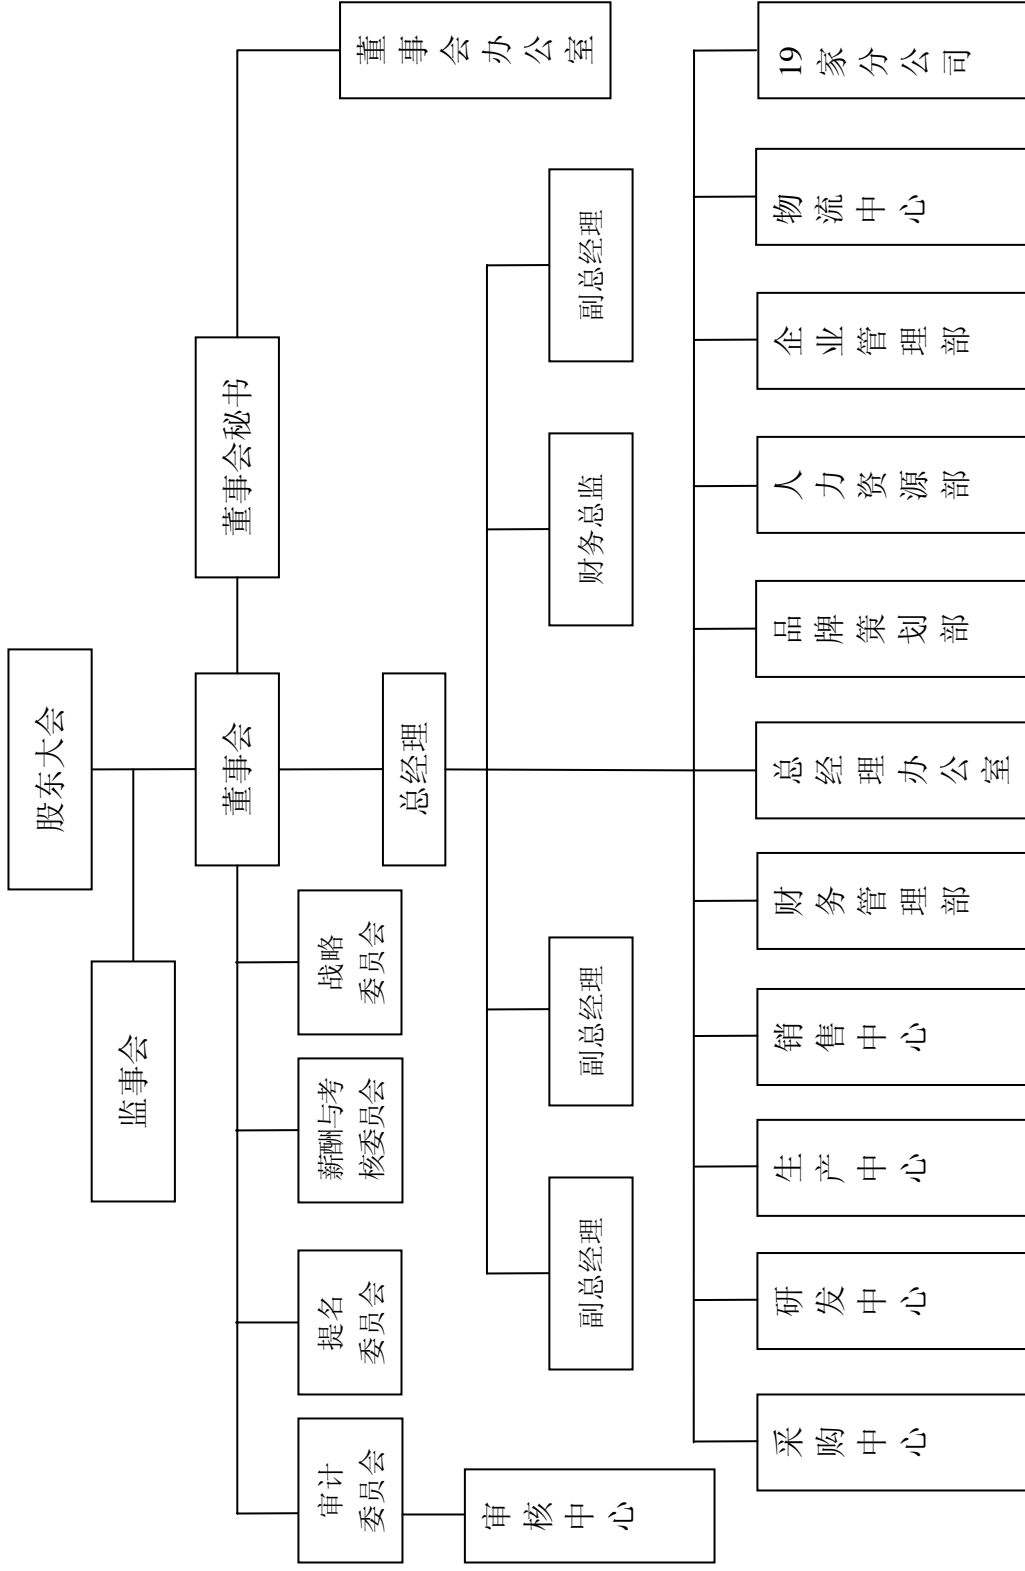 股东大会
监事会
董事会
董事会秘书
董事会办公室
审计
委员会
提名
委员会
薪酬与考
核委员会
战略
委员会
总经理
审核中心
副总经理
副总经理
财务总监
副总经理
采购中心
研发中心
生产中心
销售中心
财务管理部
总经理办公室
品牌策划部
人力资源部
企业管理部
物流中心
19家分公司